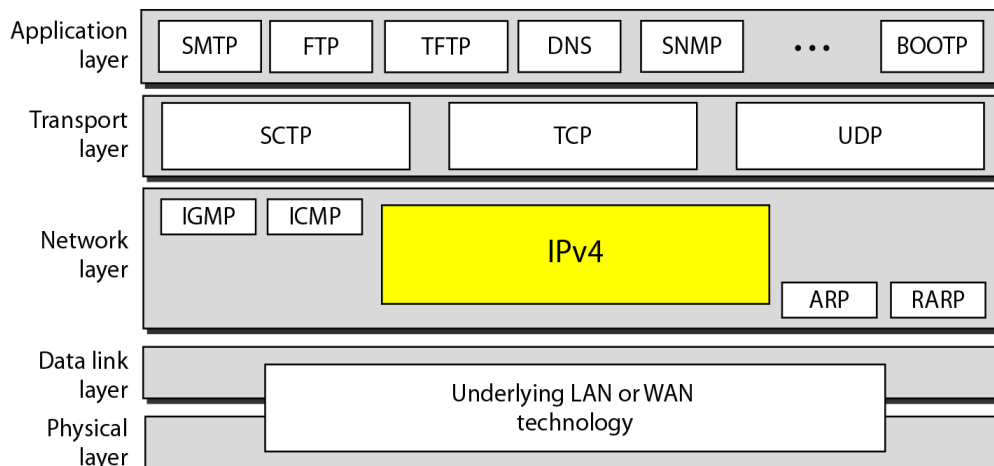 Application
layer
SMTP FTP TFTP DNS SNMP ... BOOTP
Transport
layer
SCTP TCP UDP
Network
layer
IGMP ICMP
IPv4
ARP RARP
Data link
layer
Underlying LAN or WAN
technology
Physical
layer